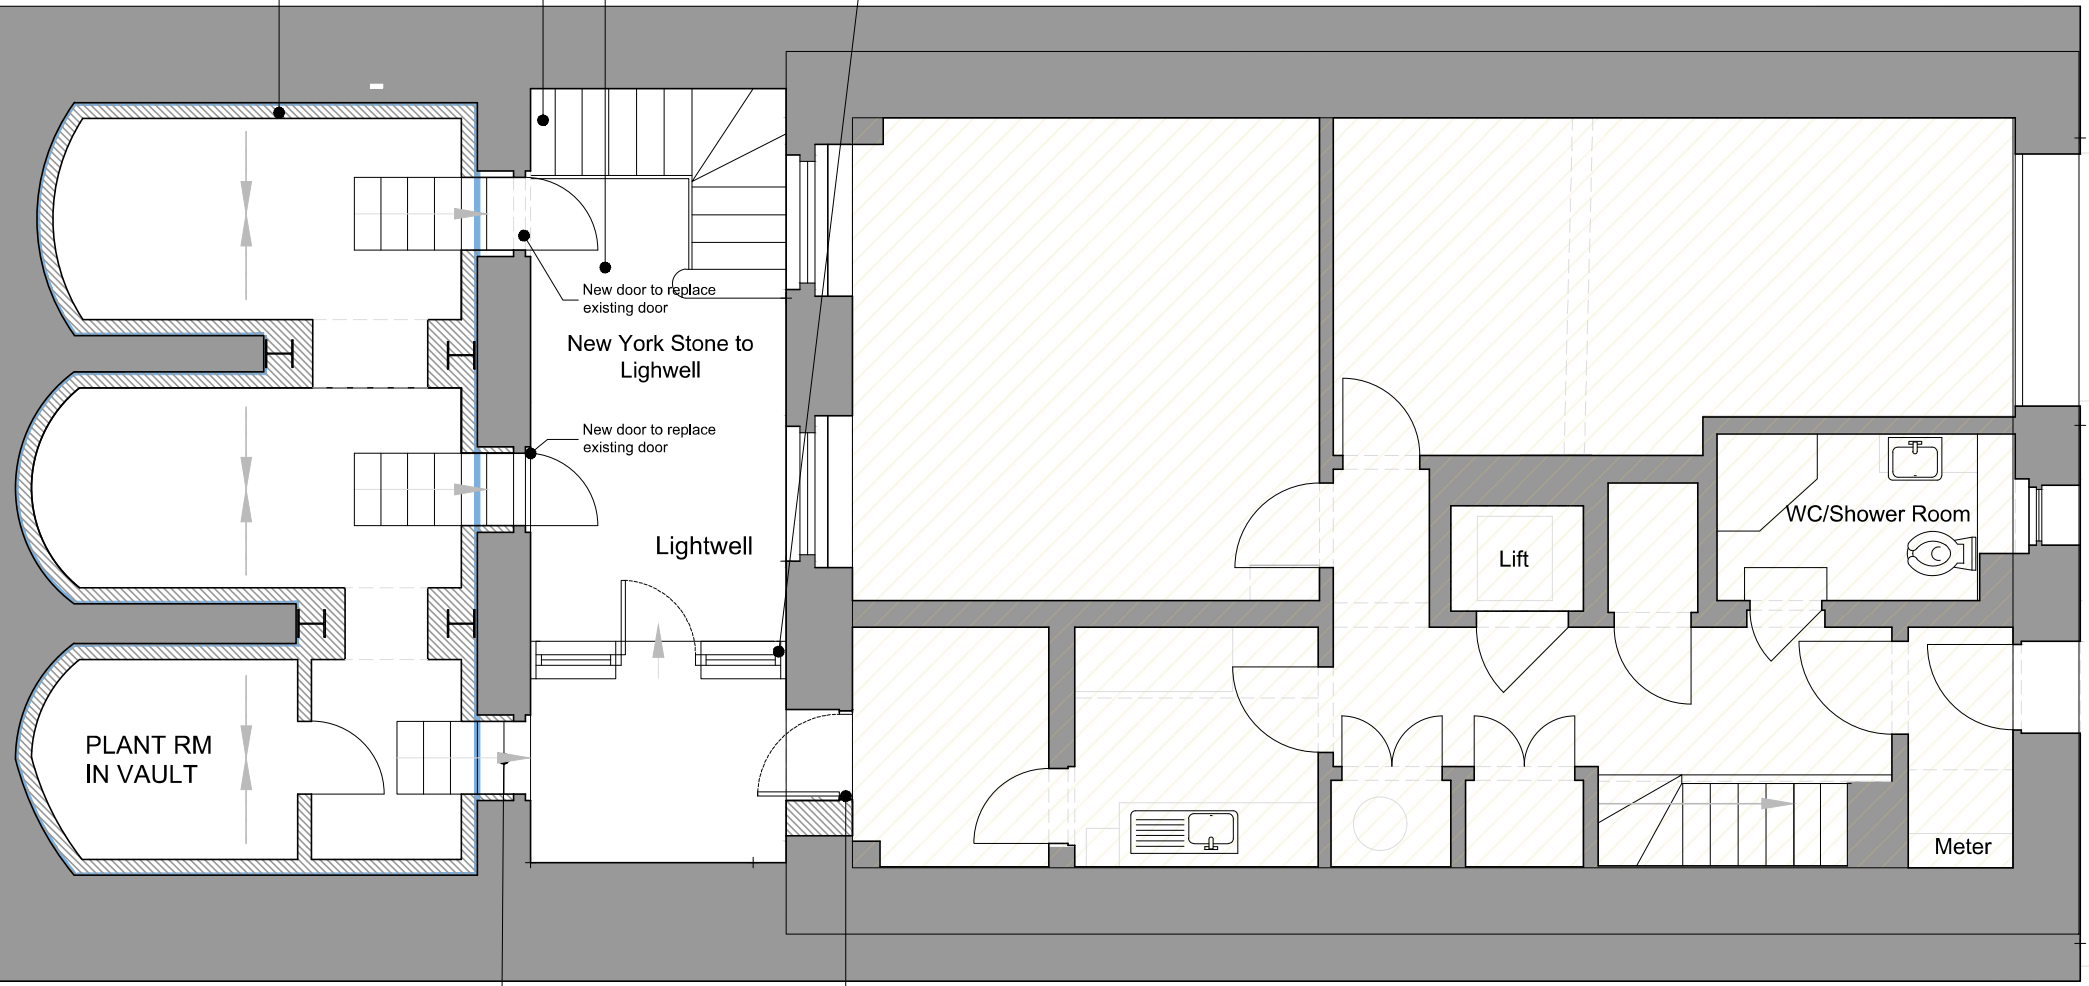 New door to replace
existing door
New York Stone to
Lighwell
New door to replace
existing door
Lightwell
PLANT RM
IN VAULT
Lift
WC/Shower Room
Meter